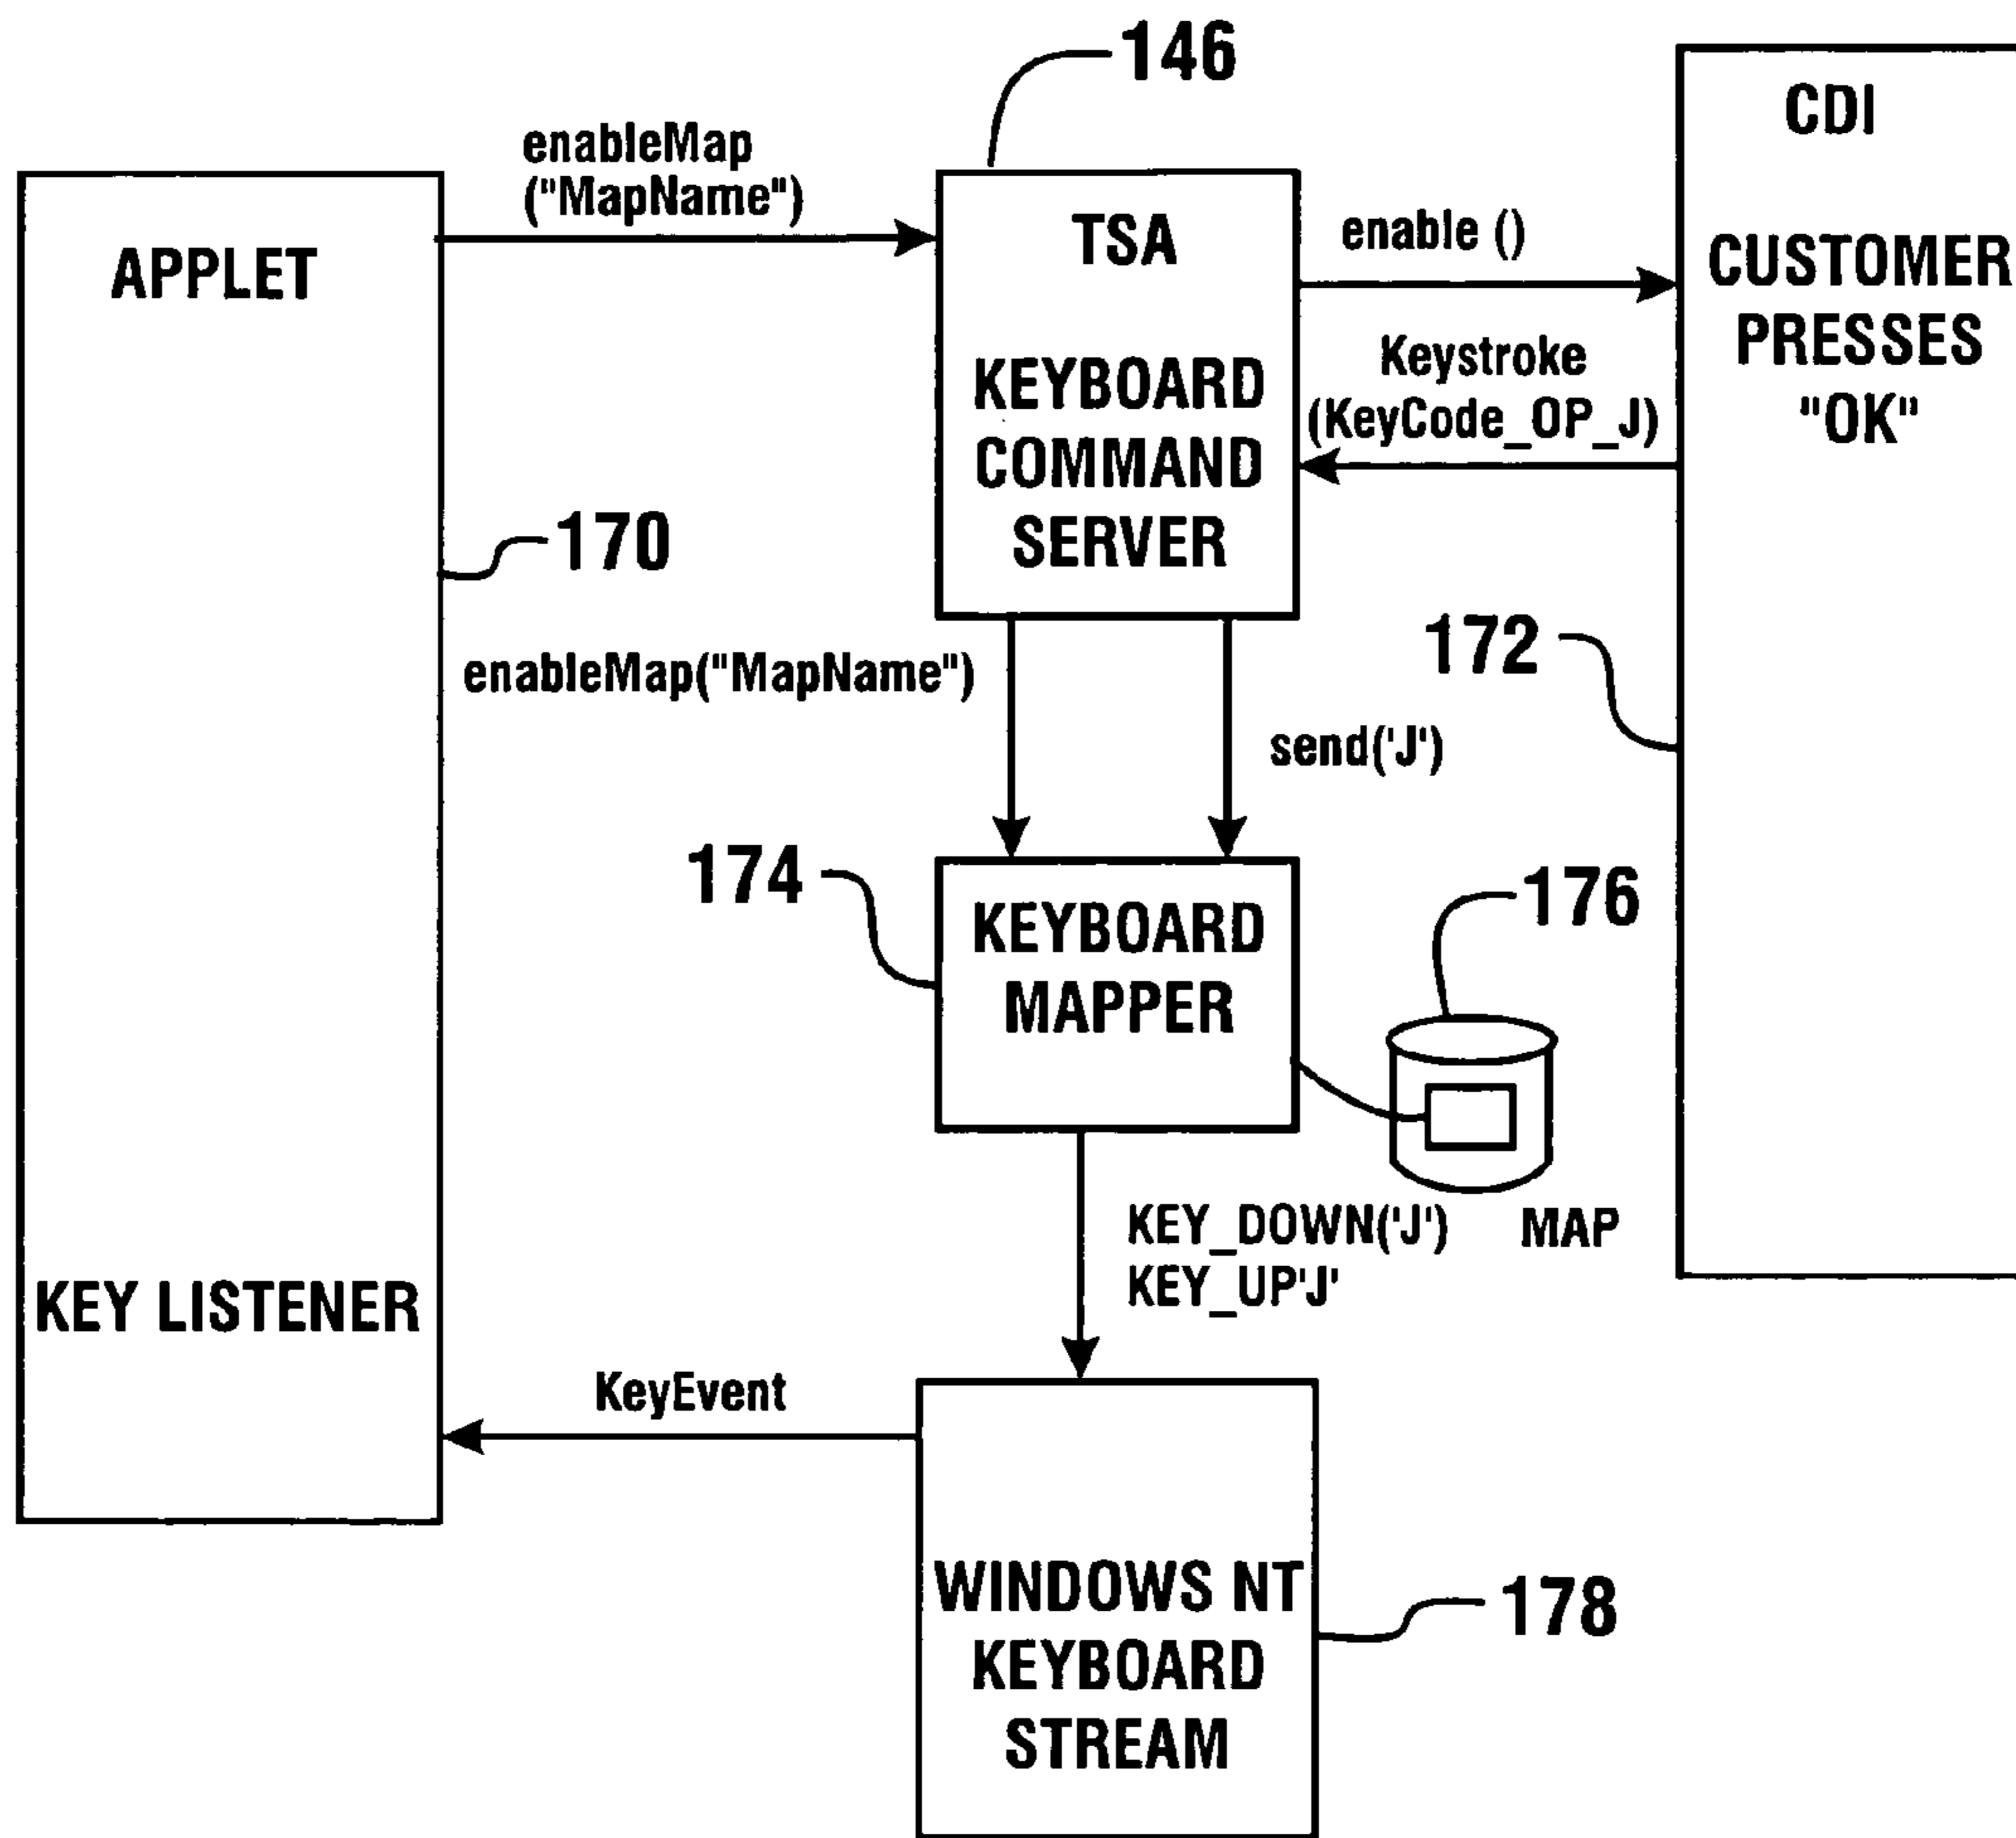 146
CDI
enableMap
("MapName")
APPLET
TSA
enable ()
CUSTOMER
PRESSES
"OK"
Keystroke
(KeyCode_OP_J)
KEYBOARD
COMMAND
SERVER
170
172
enableMap("MapName")
send('J')
174
176
KEYBOARD
MAPPER
KEY_DOWN('J')
KEY_UP'J'
MAP
KEY LISTENER
KeyEvent
WINDOWS NT
KEYBOARD
STREAM
178